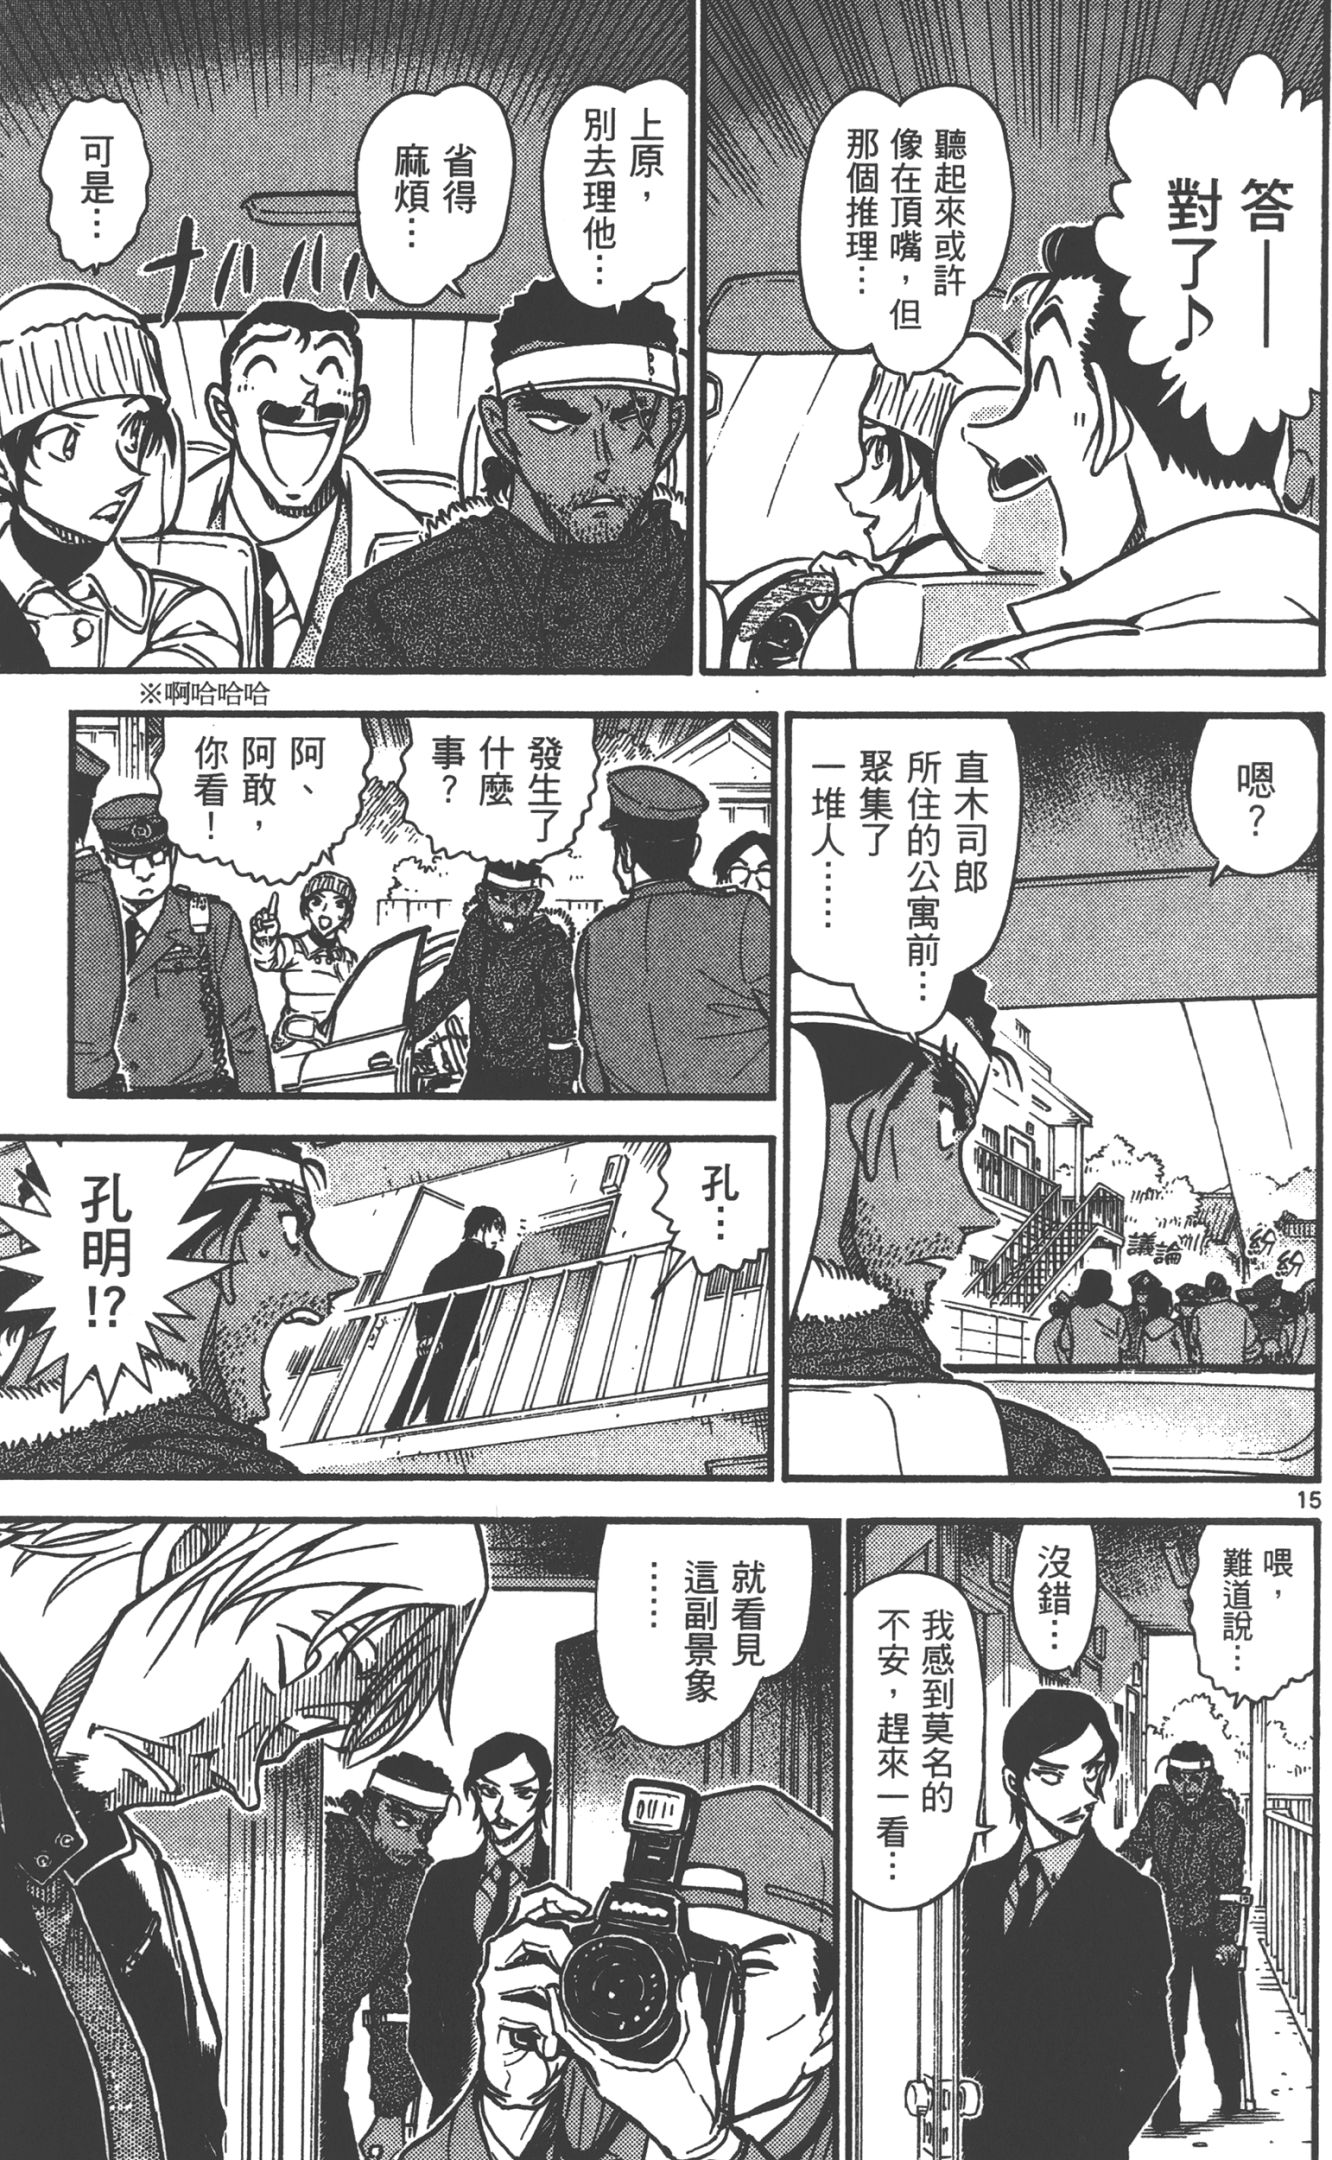 答——
對了♪
聽起來或許
像在頂嘴，但
那個推理…
上原，
別去理他…
省得
麻煩…
可是…
ナハハハ
※啊哈哈哈
嗯？
直木司郎
所住的公寓前…
聚集了
一堆人……
議論
紛紛
發生了
什麼
事？
阿、
阿敢，
你看！
孔…
孔明!?
15
喂，
難道說…
沒錯…
我感到莫名的
不安，趕來一看…
就看見
這副景象
……